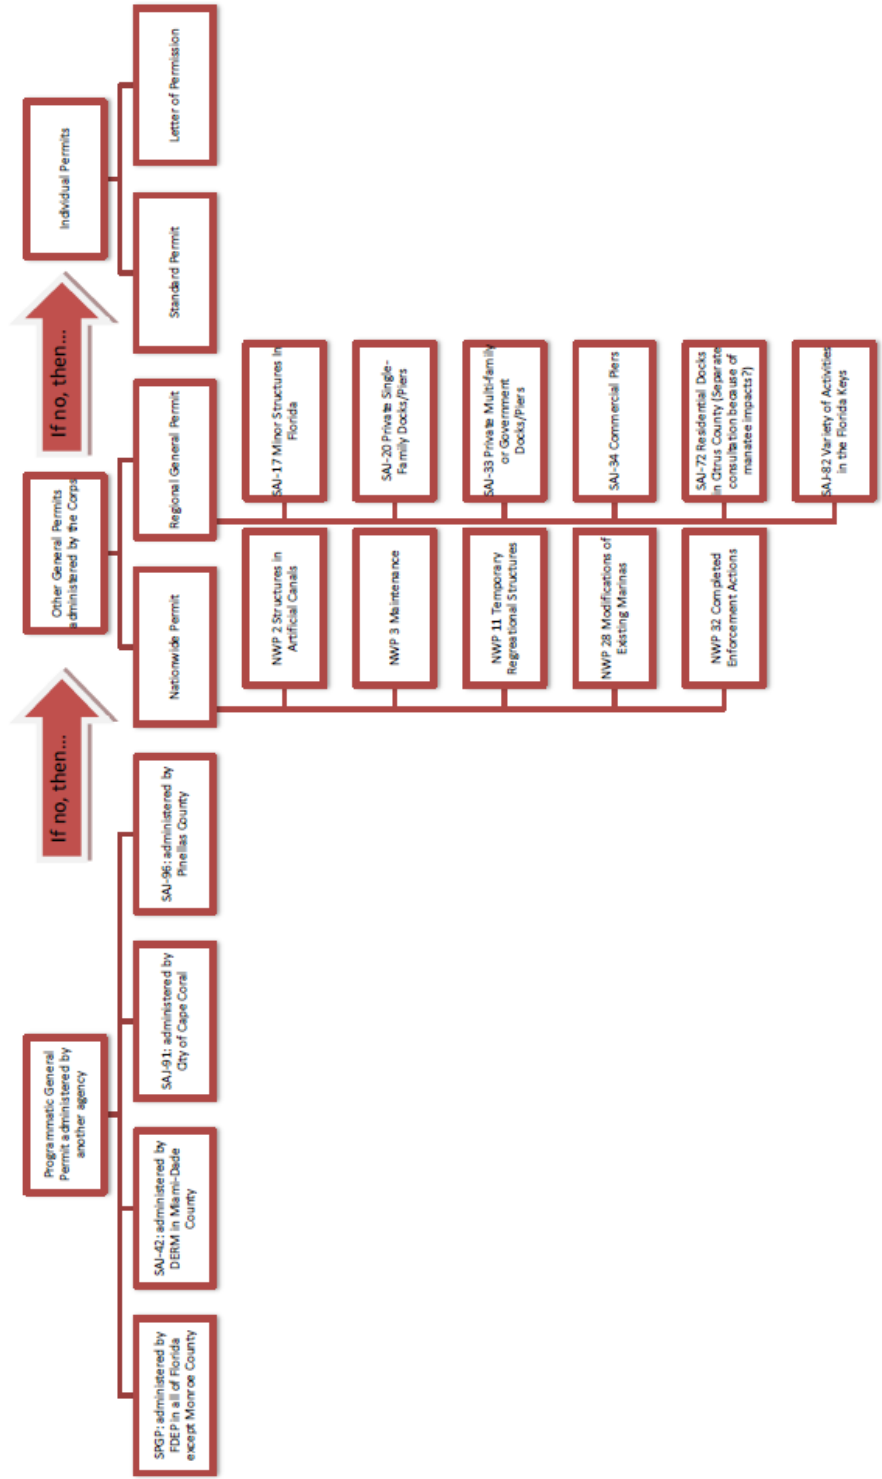 Programmatic General
Permit administered by
another agency
SPGP: administered by
FDEP in all of Florida
except Monroe County
SAJ-42: administered by
DERM in Miami-Dade
County
SAJ-91: administered by
City of Cape Coral
SAJ-96: administered by
Pinellas County
If no, then...
Other General Permits
administered by the Corps
Nationwide Permit
NWP 2 Structures in
Artificial Canals
NWP 3 Maintenance
NWP 11 Temporary
Regreational Structures
NWP 28 Modifications of
Existing Marinas
NWP 32 Completed
Enforcement Actions
Regional General Permit
SAJ-17 Minor Structures in
Florida
SAJ-20 Private Single-
Family Docks/Piers
SAJ-33 Private Multi-family
or Government
Docks/Piers
SAJ-34 Commercial Piers
SAJ-72 Residential Docks
in Citrus County (Separate
consultation because of
manatee impacts?)
SAJ-82 Variety of Activities
in the Florida Keys
If no, then...
Individual Permits
Standard Permit
Letter of Permission